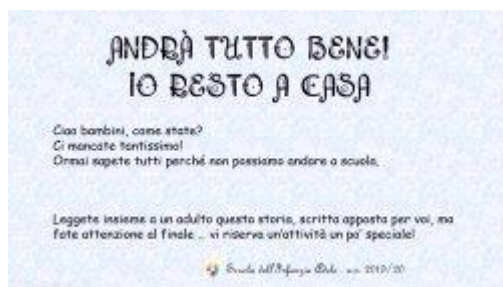 ANDRÀ TUTTO BENE!
IO RESTO A CASA
Ciao bambini, come state?
Ci mancate tantissimo!
Ormai sapete tutti perché non possiamo andare a scuola.
Leggete insieme a un adulto questa storia, scritta apposta per voi, ma
fate attenzione al finale ... vi riserva un'attività un po' speciale!
Scuola dell'Infanzia a.s. 2019/20